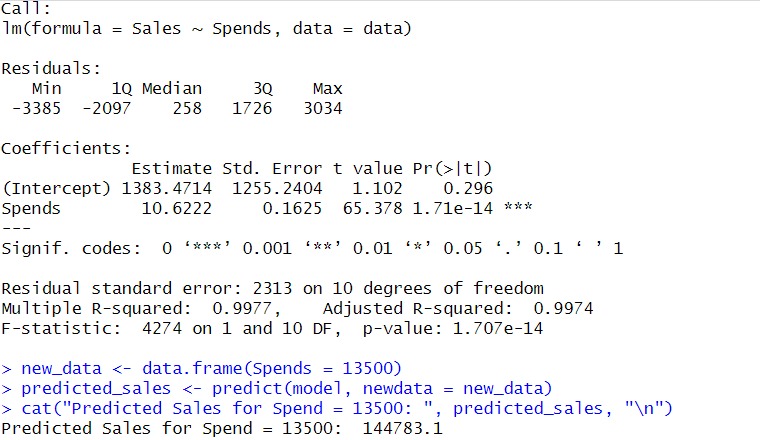 Call:
lm(formula = Sales ~ Spends, data = data)
Residuals:
   Min     1Q Median     3Q    Max
 -3385  -2097    258   1726   3034
Coefficients:
             Estimate Std. Error t value Pr(>|t|)
(Intercept) 1383.4714  1255.2404   1.102    0.296
Spends        10.6222     0.1625  65.378 1.71e-14 ***
---
Signif. codes:  0 ‘***’ 0.001 ‘**’ 0.01 ‘*’ 0.05 ‘.’ 0.1 ‘ ’ 1
Residual standard error: 2313 on 10 degrees of freedom
Multiple R-squared:  0.9977,    Adjusted R-squared:  0.9974
F-statistic:  4274 on 1 and 10 DF,  p-value: 1.707e-14
> new_data <- data.frame(Spends = 13500)
> predicted_sales <- predict(model, newdata = new_data)
> cat("Predicted Sales for Spend = 13500: ", predicted_sales, "\n")
Predicted Sales for Spend = 13500:  144783.1